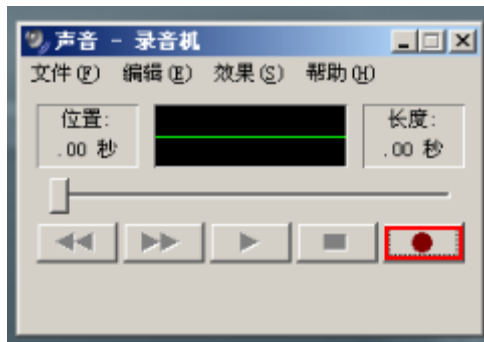 声音 - 录音机
文件(F) 编辑(E) 效果(S) 帮助(H)
位置: 长度:
.00 秒 .00 秒